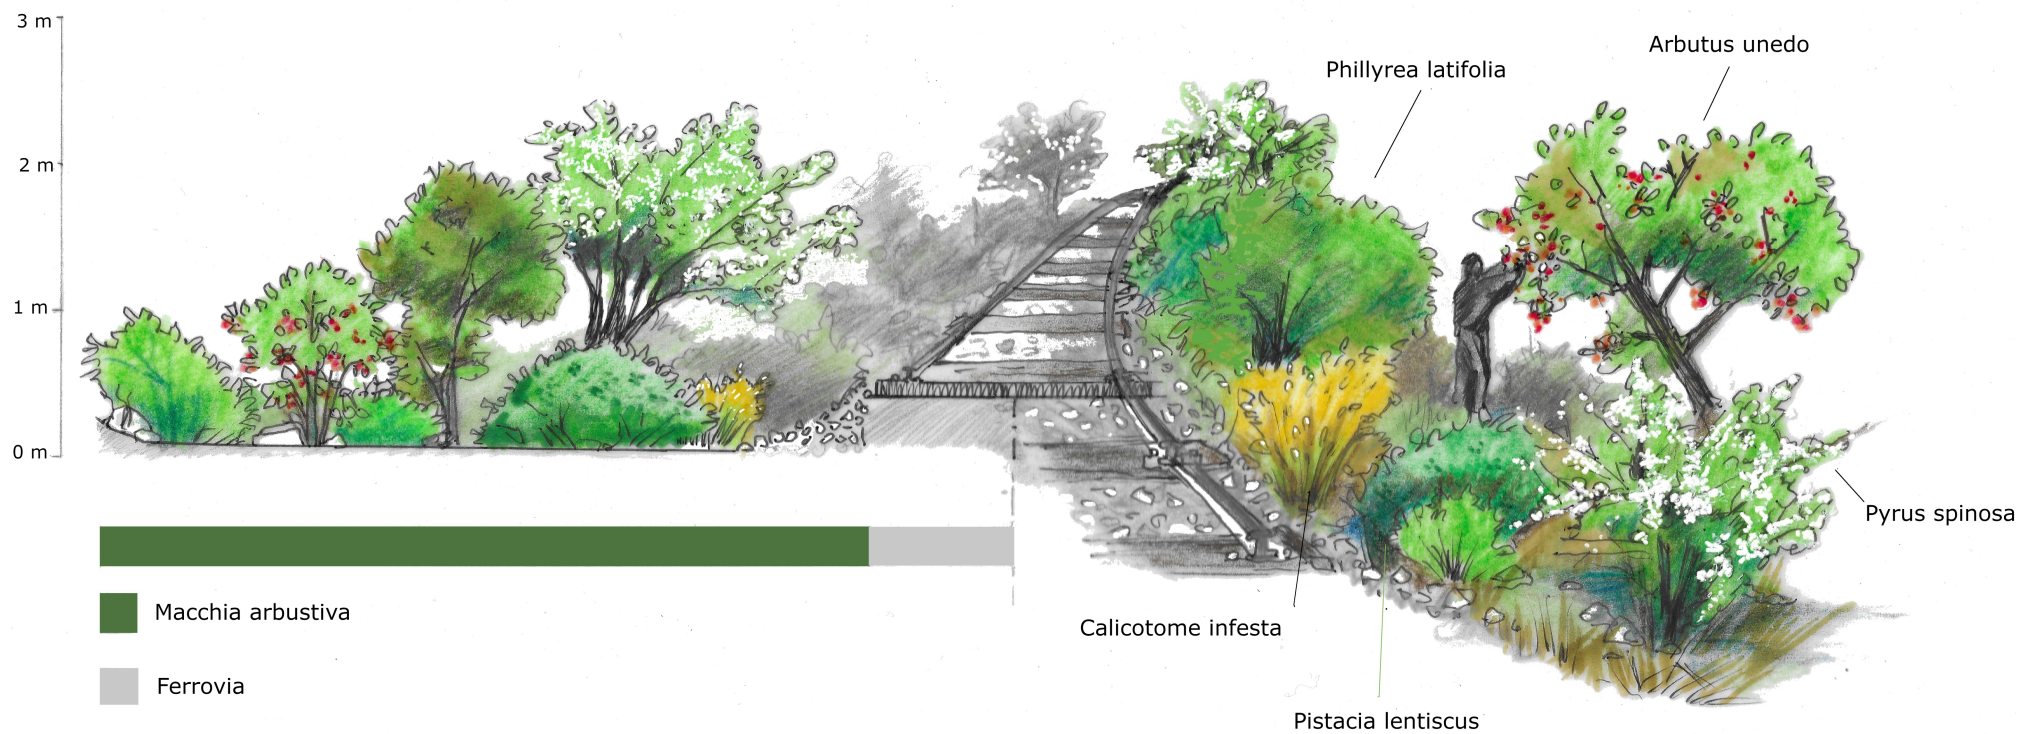 3 m
2 m
1 m
0 m
Phillyrea latifolia
Arbutus unedo
Pyrus spinosa
Calicotome infesta
Pistacia lentiscus
Macchia arbustiva
Ferrovia